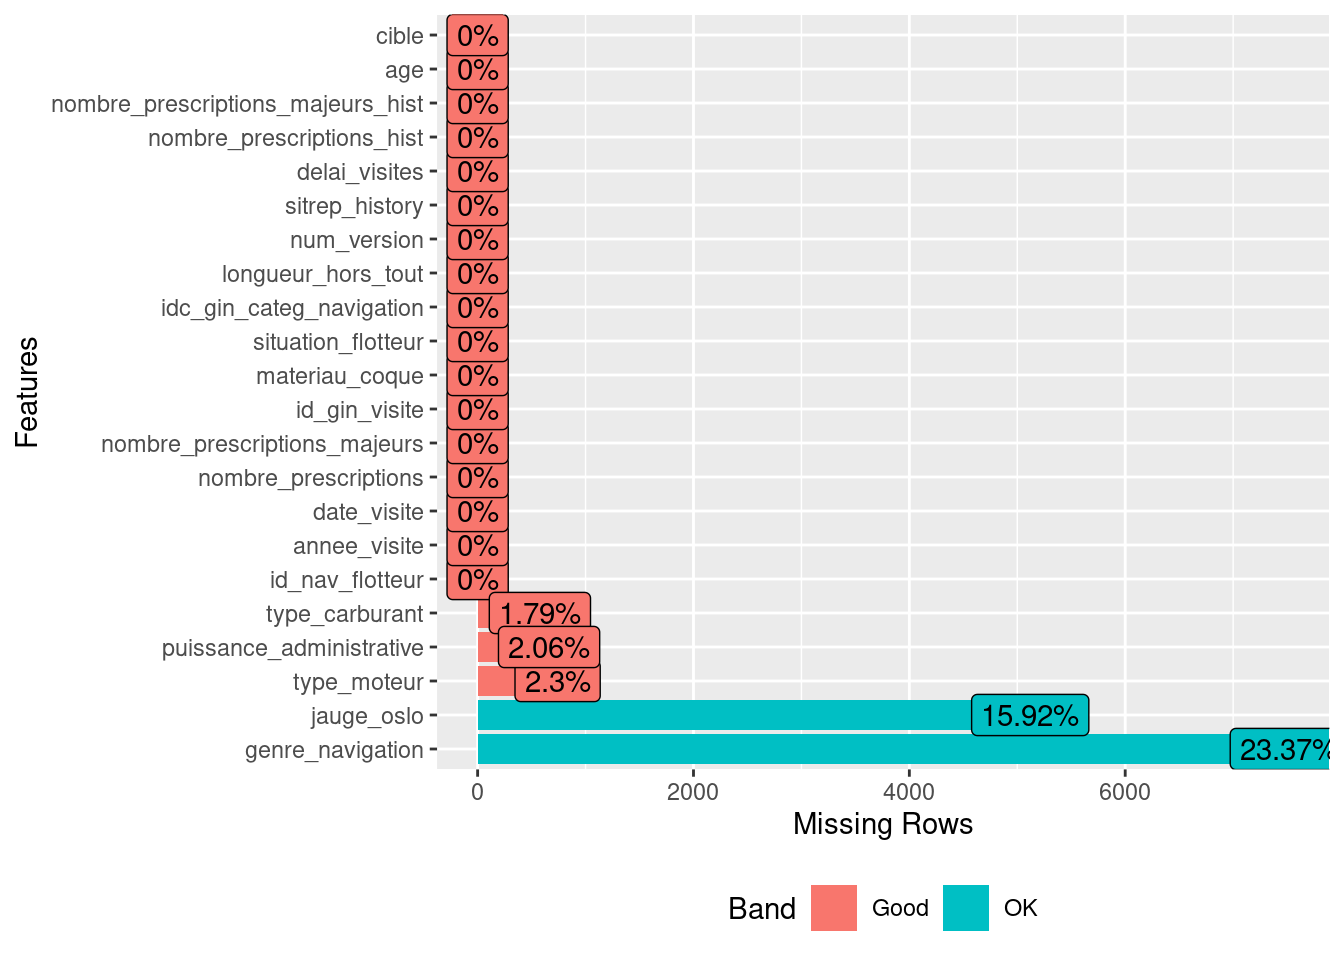 Features
cible 0%
age 0%
nombre_prescriptions_majeurs_hist 0%
nombre_prescriptions_hist 0%
delai_visites 0%
sitrep_history 0%
num_version 0%
longueur_hors_tout 0%
idc_gin_categ_navigation 0%
situation_flotteur 0%
materiau_coque 0%
id_gin_visite 0%
nombre_prescriptions_majeurs 0%
nombre_prescriptions 0%
date_visite 0%
annee_visite 0%
id_nav_flotteur 0%
type_carburant 1.79%
puissance_administrative 2.06%
type_moteur 2.3%
jauge_oslo 15.92%
genre_navigation 23.37%
0 2000 4000 6000
Missing Rows
Band Good OK